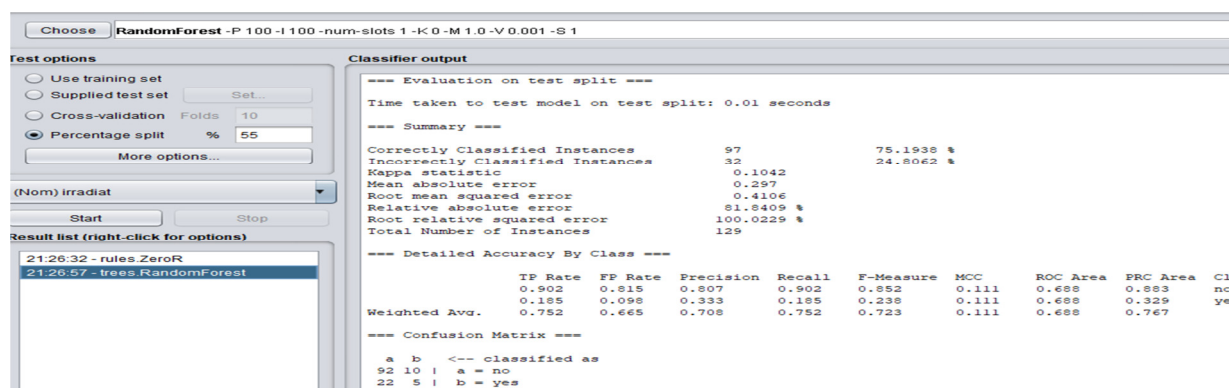 Choose RandomForest -P 100 -I 100 -num-slots 1 -K 0 -M 1.0 -V 0.001 -S 1
Test options
Use training set
Supplied test set Set...
Cross-validation Folds 10
Percentage split % 55
More options...
(Nom) irradiat
Start Stop
Result list (right-click for options)
21:26:32 - rules.ZeroR
21:26:57 - trees.RandomForest
Classifier output
=== Evaluation on test split ===
Time taken to test model on test split: 0.01 seconds
=== Summary ===
Correctly Classified Instances 97 75.1938 %
Incorrectly Classified Instances 32 24.8062 %
Kappa statistic 0.1042
Mean absolute error 0.297
Root mean squared error 0.4106
Relative absolute error 81.8409 %
Root relative squared error 100.0229 %
Total Number of Instances 129
=== Detailed Accuracy By Class ===
TP Rate FP Rate Precision Recall F-Measure MCC ROC Area PRC Area Cl
0.902 0.815 0.807 0.902 0.852 0.111 0.688 0.883 no
0.185 0.098 0.333 0.185 0.238 0.111 0.688 0.329 ye
Weighted Avg. 0.752 0.665 0.708 0.752 0.723 0.111 0.688 0.767
=== Confusion Matrix ===
a b <-- classified as
92 10 | a = no
22 5 | b = yes